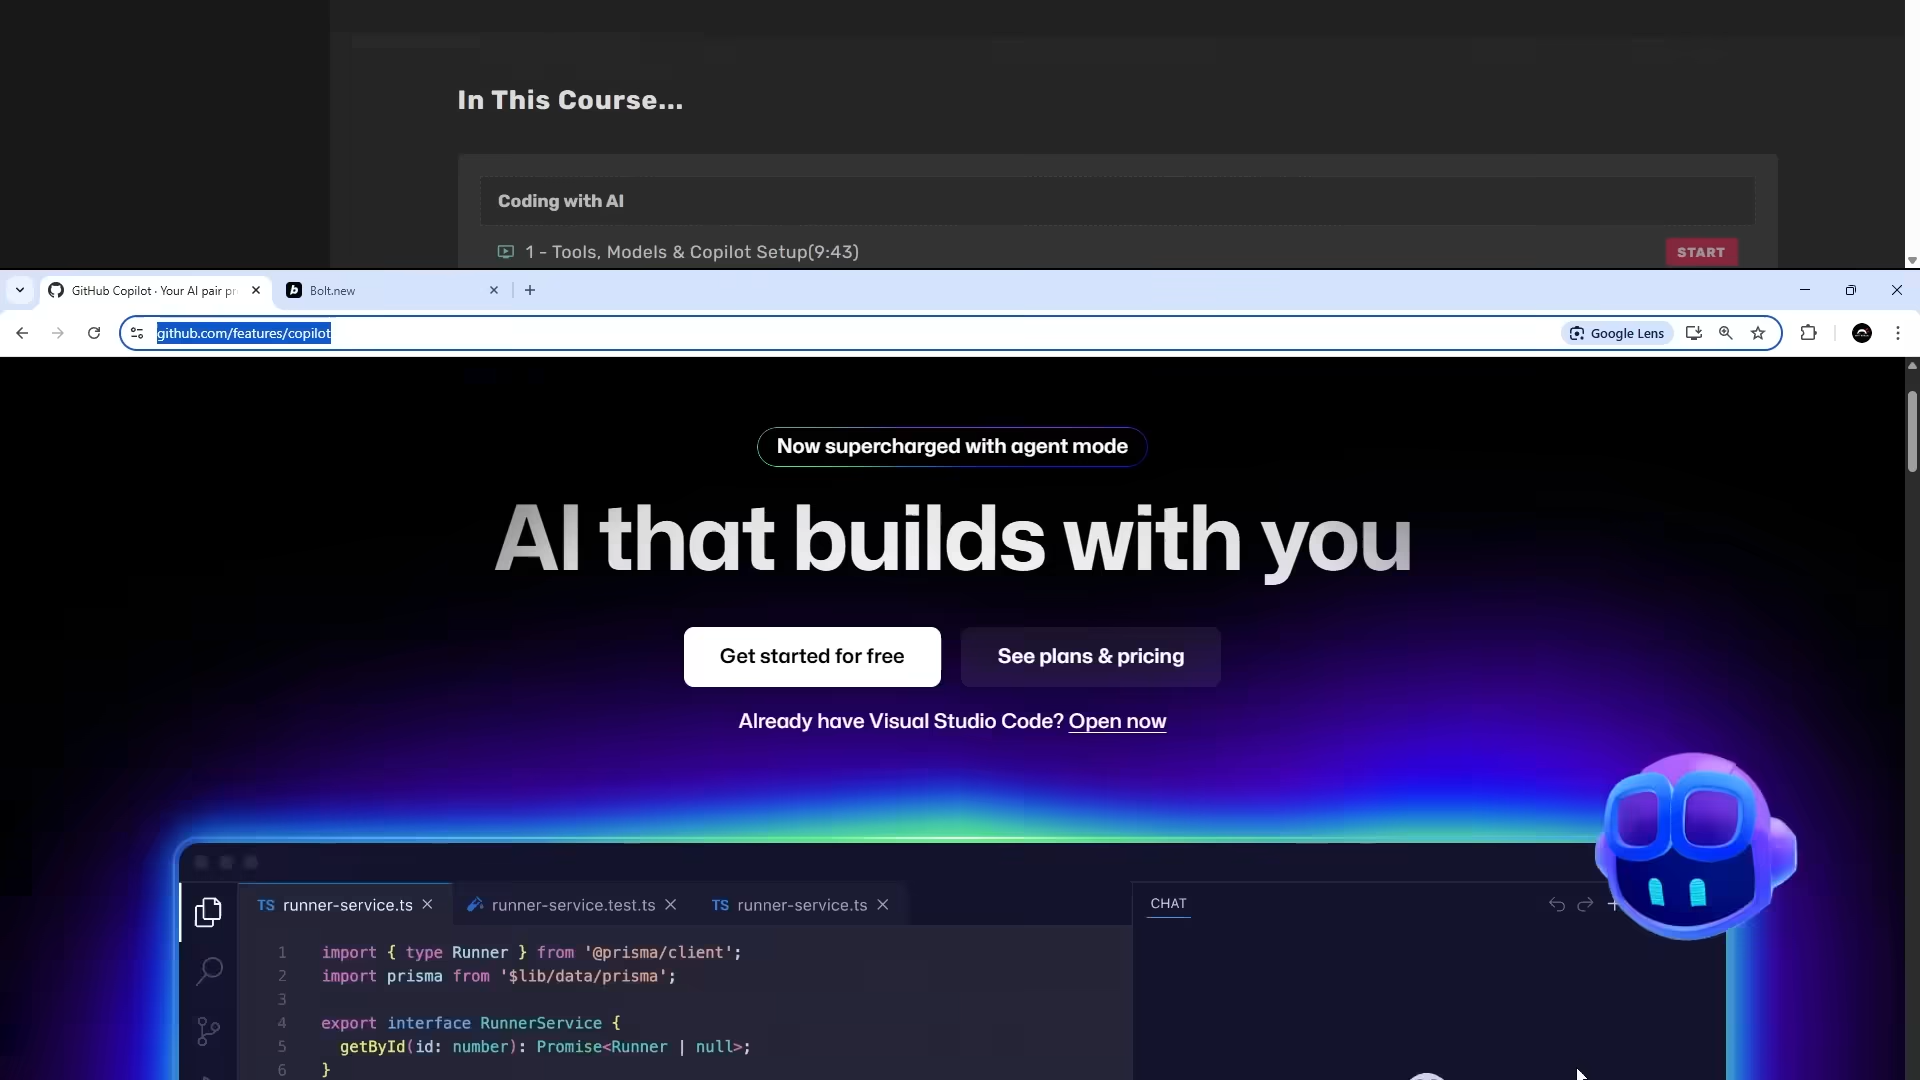 In This Course...
Coding with AI
1 - Tools, Models & Copilot Setup(9:43)
START
GitHub Copilot · Your AI pair pr
Bolt.new
github.com/features/copilot
Google Lens
Now supercharged with agent mode
AI that builds with you
Get started for free
See plans & pricing
Already have Visual Studio Code? Open now
TS runner-service.ts
runner-service.test.ts
TS runner-service.ts
CHAT
1 import { type Runner } from '@prisma/client';
2 import prisma from '$lib/data/prisma';
3
4 export interface RunnerService {
5 getById(id: number): Promise<Runner | null>;
6 }